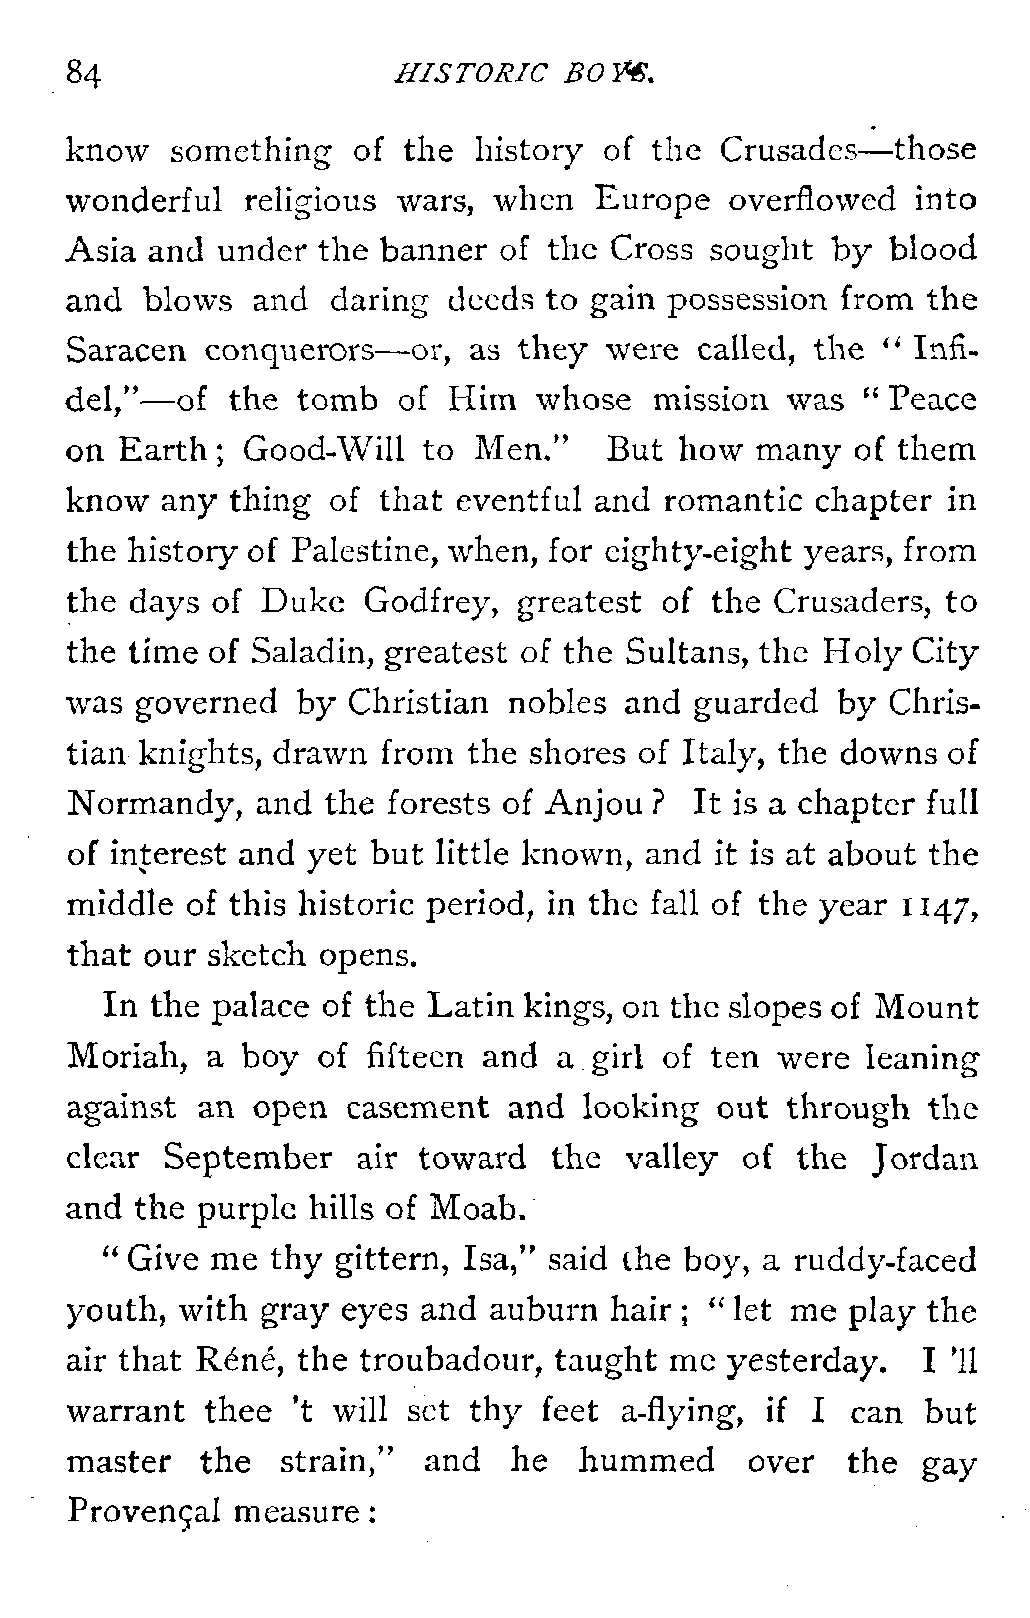 84 HISTORIC BOYS.
know something of the history of the Crusades—those
wonderful religious wars, when Europe overflowed into
Asia and under the banner of the Cross sought by blood
and blows and daring deeds to gain possession from the
Saracen conquerors—or, as they were called, the “ Infi-
del,”—of the tomb of Him whose mission was “ Peace
on Earth ; Good-Will to Men.” But how many of them
know any thing of that eventful and romantic chapter in
the history of Palestine, when, for eighty-eight years, from
the days of Duke Godfrey, greatest of the Crusaders, to
the time of Saladin, greatest of the Sultans, the Holy City
was governed by Christian nobles and guarded by Chris-
tian knights, drawn from the shores of Italy, the downs of
Normandy, and the forests of Anjou ? It is a chapter full
of interest and yet but little known, and it is at about the
middle of this historic period, in the fall of the year 1147,
that our sketch opens.
In the palace of the Latin kings, on the slopes of Mount
Moriah, a boy of fifteen and a girl of ten were leaning
against an open casement and looking out through the
clear September air toward the valley of the Jordan
and the purple hills of Moab.
“ Give me thy gittern, Isa,” said the boy, a ruddy-faced
youth, with gray eyes and auburn hair ; “ let me play the
air that Réné, the troubadour, taught me yesterday. I ’ll
warrant thee ’t will set thy feet a-flying, if I can but
master the strain,” and he hummed over the gay
Provençal measure :